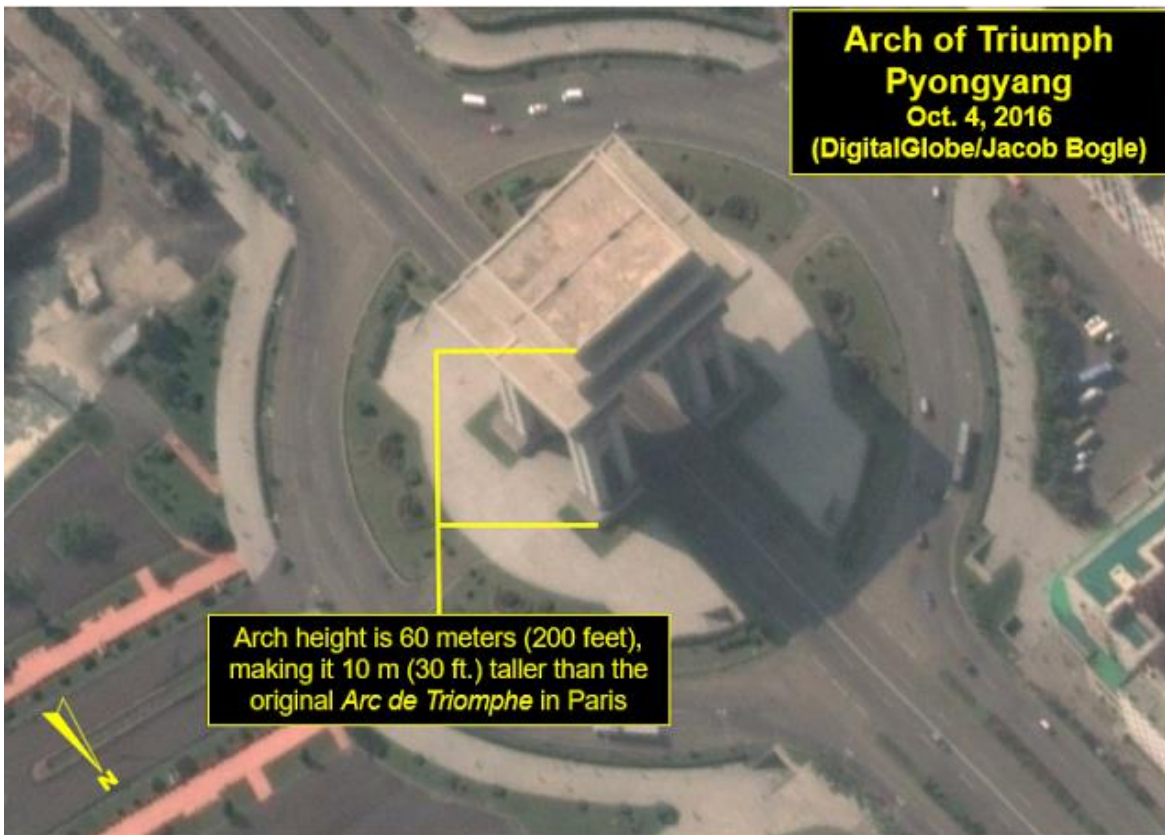 Arch of Triumph
Pyongyang
Oct. 4, 2016
(DigitalGlobe/Jacob Bogle)
Arch height is 60 meters (200 feet),
making it 10 m (30 ft.) taller than the
original Arc de Triomphe in Paris
N